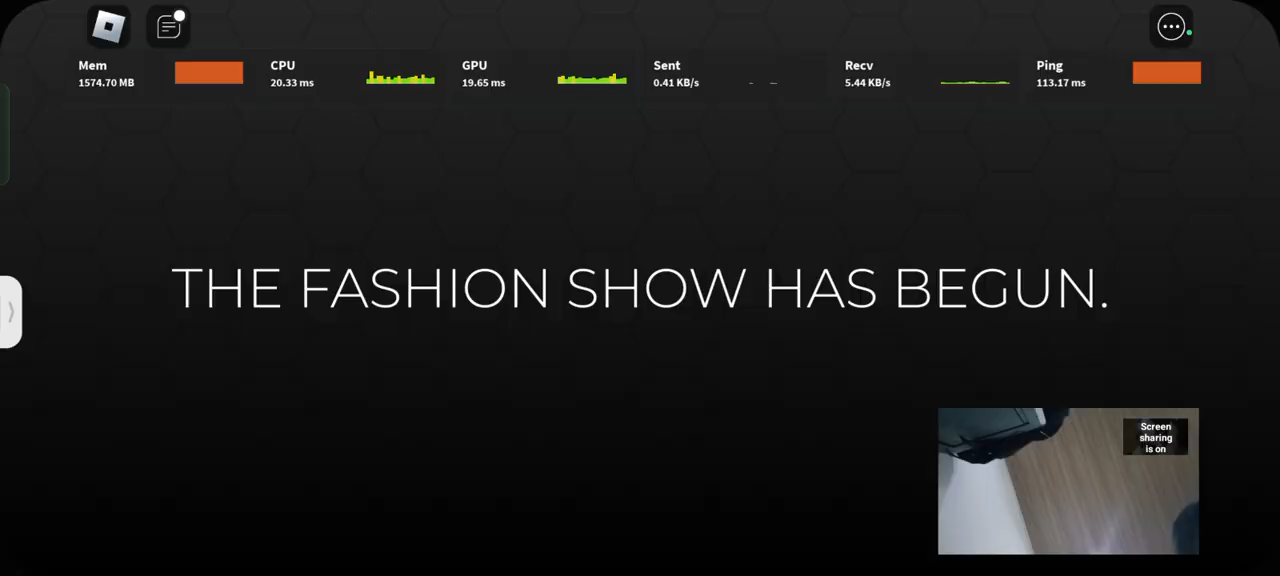 Mem
1574.70 MB
CPU
20.33 ms
GPU
19.65 ms
Sent
0.41 KB/s
Recv
5.44 KB/s
Ping
113.17 ms
THE FASHION SHOW HAS BEGUN.
Screen
sharing
is on